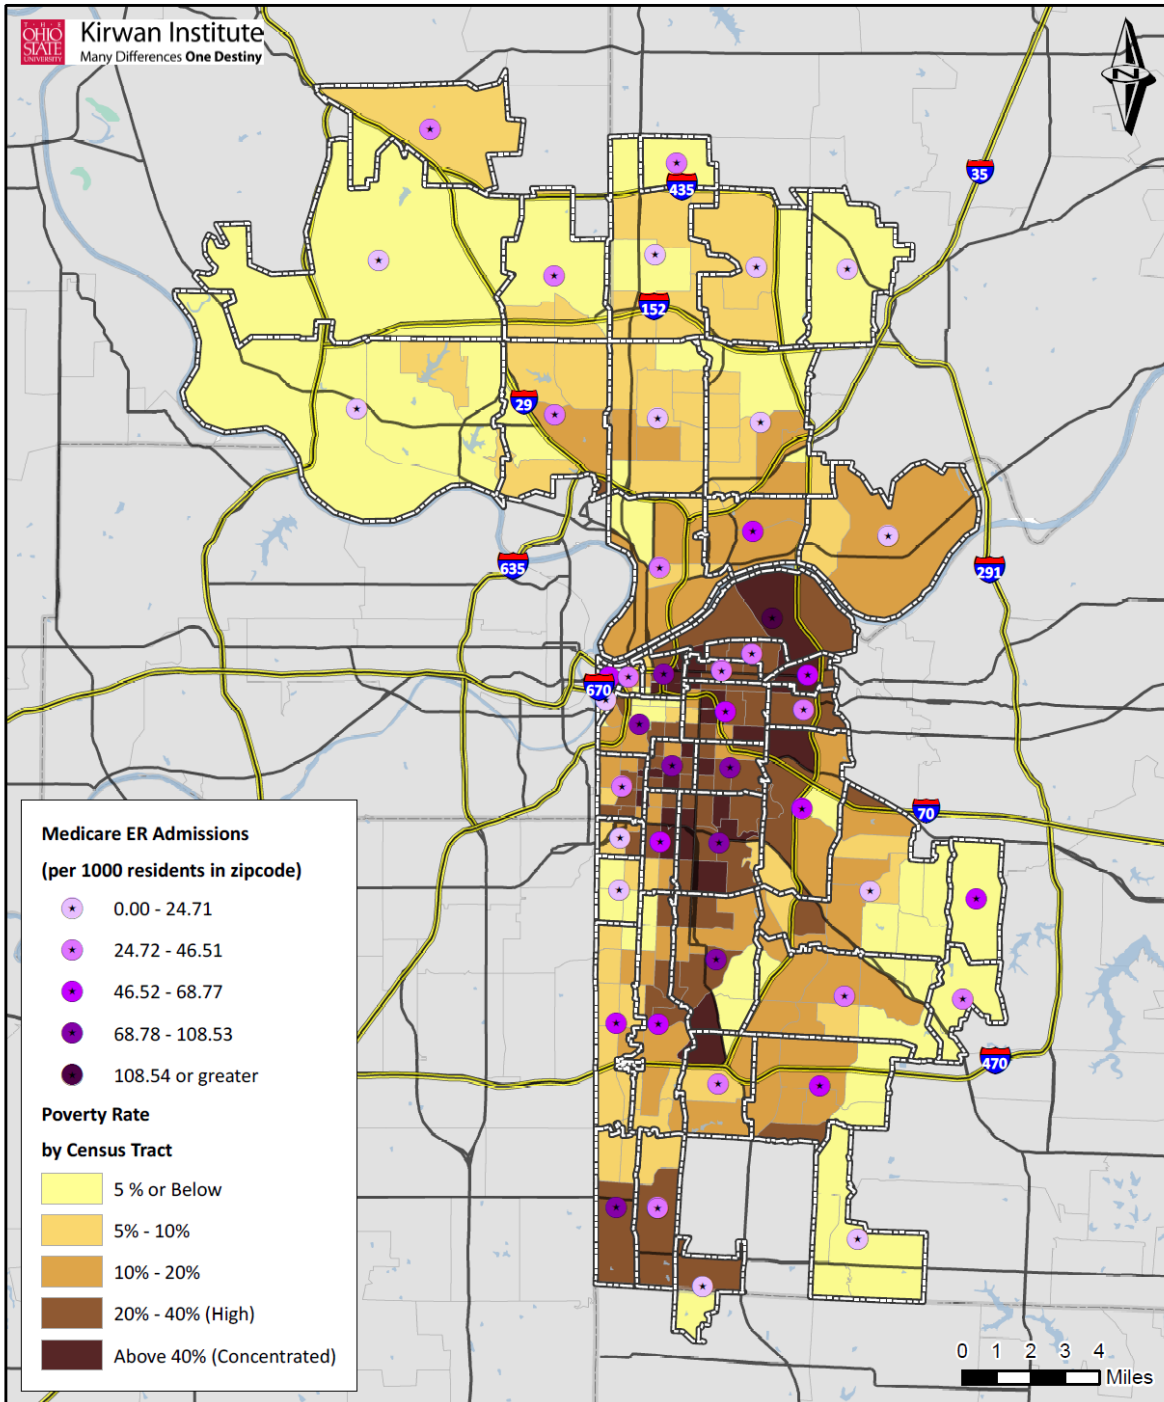 T · H · E
OHIO
STATE
UNIVERSITY
Kirwan Institute
Many Differences One Destiny
N
35
435
152
29
635
291
670
70
470
Medicare ER Admissions
(per 1000 residents in zipcode)
0.00 - 24.71
24.72 - 46.51
46.52 - 68.77
68.78 - 108.53
108.54 or greater
Poverty Rate
by Census Tract
5 % or Below
5% - 10%
10% - 20%
20% - 40% (High)
Above 40% (Concentrated)
0 1 2 3 4
Miles